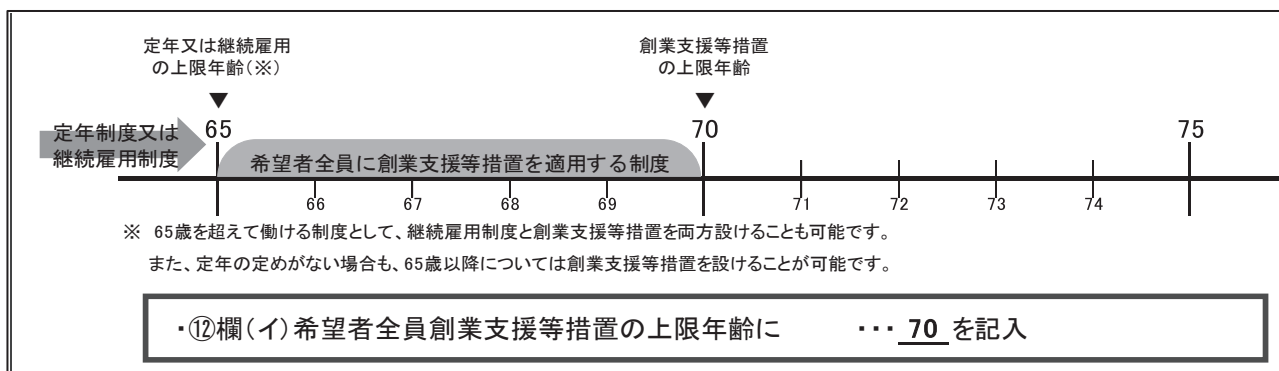 定年又は継続雇用
の上限年齢(※)
創業支援等措置
の上限年齢
▼
▼
定年制度又は
継続雇用制度
65
70
75
希望者全員に創業支援等措置を適用する制度
66
67
68
69
71
72
73
74
※ 65歳を超えて働ける制度として、継続雇用制度と創業支援等措置を両方設けることも可能です。
また、定年の定めがない場合も、65歳以降については創業支援等措置を設けることが可能です。
・⑫欄(イ)希望者全員創業支援等措置の上限年齢に ・・・ 70 を記入